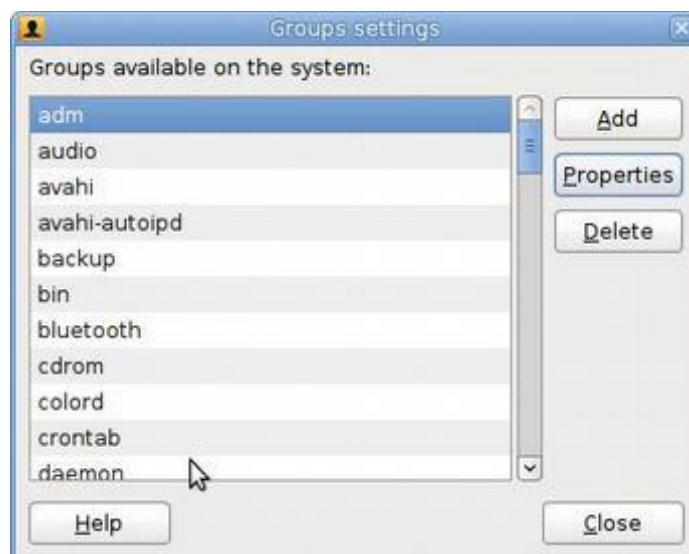 Groups settings
Groups available on the system:
adm
audio
avahi
avahi-autoipd
backup
bin
bluetooth
cdrom
colord
crontab
daemon
Add
Properties
Delete
Help
Close